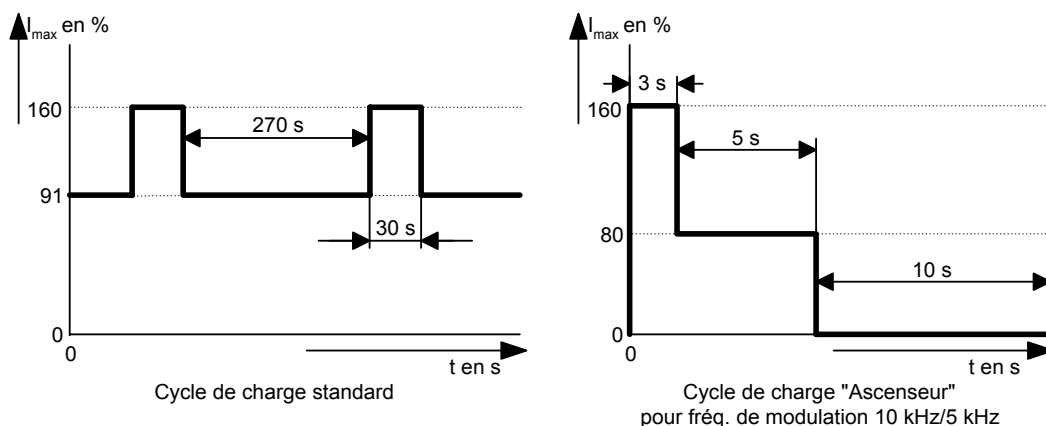 I_max en %
160
270 s
91
30 s
0
0
t en s
Cycle de charge standard
I_max en %
3 s
160
5 s
80
10 s
0
0
t en s
Cycle de charge "Ascenseur"
pour fréq. de modulation 10 kHz/5 kHz